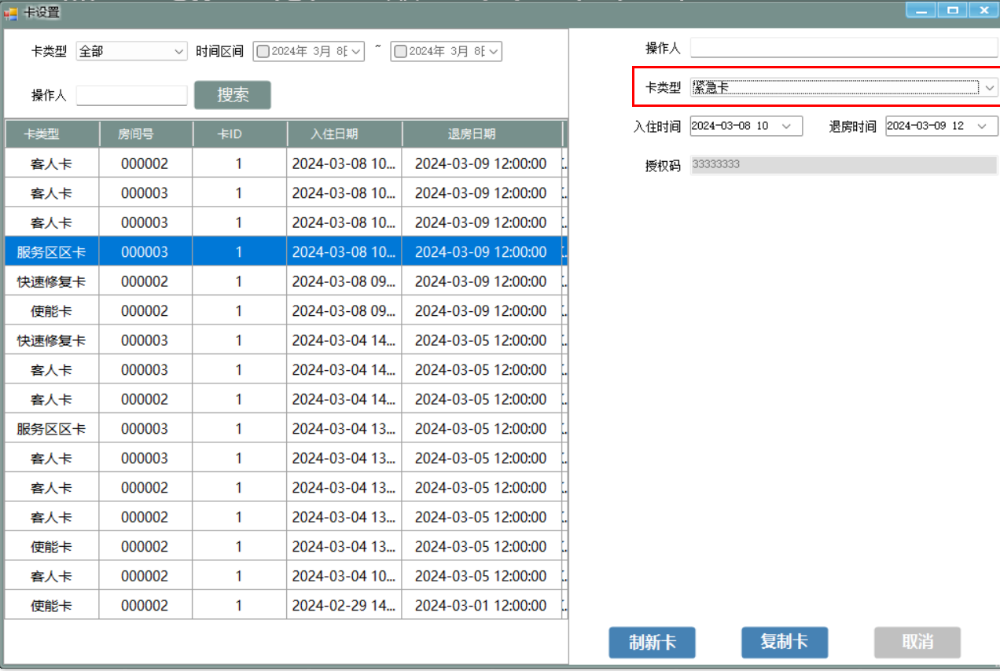 卡设置
卡类型 全部 时间区间 2024年 3月 8日 ~ 2024年 3月 8日
操作人 搜索
卡类型 房间号 卡ID 入住日期 退房日期
客人卡 000002 1 2024-03-08 10... 2024-03-09 12:00:00
客人卡 000003 1 2024-03-08 10... 2024-03-09 12:00:00
客人卡 000003 1 2024-03-08 10... 2024-03-09 12:00:00
服务区区卡 000003 1 2024-03-08 10... 2024-03-09 12:00:00
快速修复卡 000002 1 2024-03-08 09... 2024-03-09 12:00:00
使能卡 000002 1 2024-03-08 09... 2024-03-09 12:00:00
快速修复卡 000003 1 2024-03-04 14... 2024-03-05 12:00:00
客人卡 000003 1 2024-03-04 14... 2024-03-05 12:00:00
客人卡 000002 1 2024-03-04 14... 2024-03-05 12:00:00
服务区区卡 000003 1 2024-03-04 13... 2024-03-05 12:00:00
客人卡 000003 1 2024-03-04 13... 2024-03-05 12:00:00
客人卡 000002 1 2024-03-04 13... 2024-03-05 12:00:00
客人卡 000002 1 2024-03-04 13... 2024-03-05 12:00:00
使能卡 000002 1 2024-03-04 13... 2024-03-05 12:00:00
客人卡 000002 1 2024-03-04 10... 2024-03-05 12:00:00
使能卡 000002 1 2024-02-29 14... 2024-03-01 12:00:00
操作人
卡类型 紧急卡
入住时间 2024-03-08 10 退房时间 2024-03-09 12
授权码 33333333
制新卡 复制卡 取消